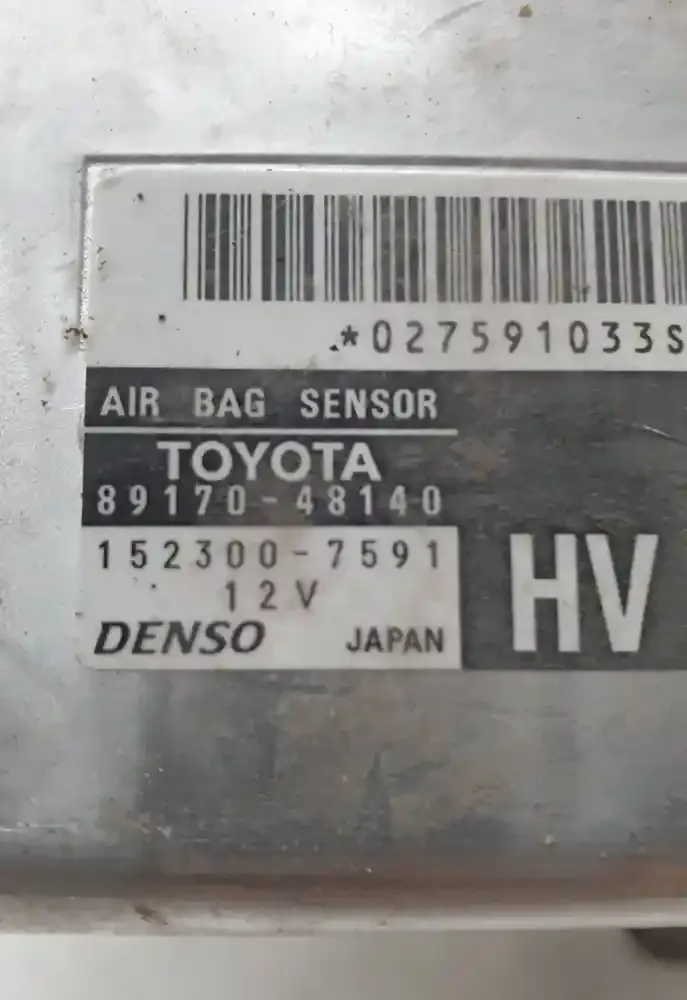 *027591033S
AIR BAG SENSOR
TOYOTA
89170-48140
152300-7591
12V
DENSO JAPAN
HV